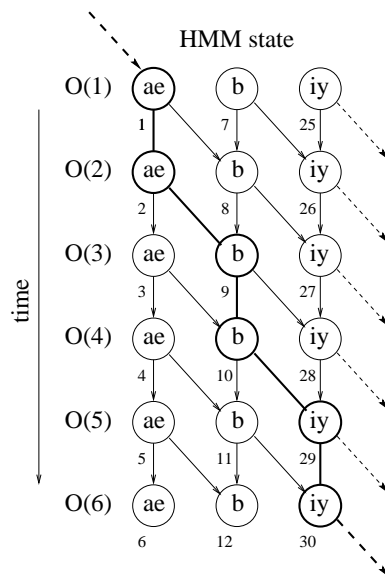 HMM state
O(1) ae b iy
1 7 25
O(2) ae b iy
2 8 26
O(3) ae b iy
3 9 27
O(4) ae b iy
4 10 28
O(5) ae b iy
5 11 29
O(6) ae b iy
6 12 30
time